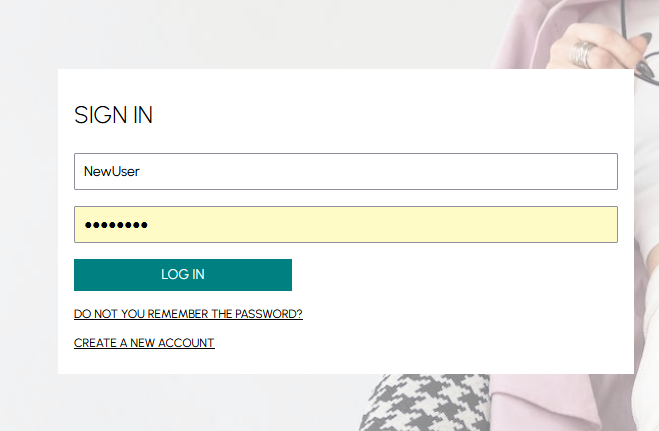 SIGN IN
NewUser
••••••••
LOG IN
DO NOT YOU REMEMBER THE PASSWORD?
CREATE A NEW ACCOUNT